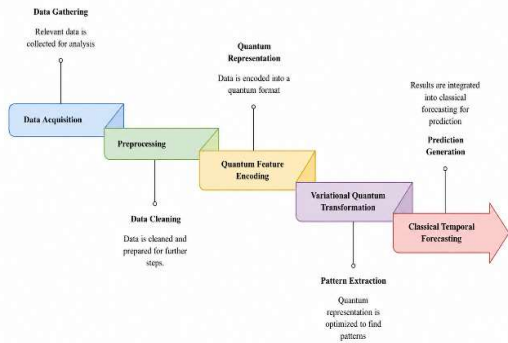 Data Gathering
Relevant data is
collected for analysis
Data Acquisition
Preprocessing
Data Cleaning
Data is cleaned and
prepared for further
steps.
Quantum
Representation
Data is encoded into a
quantum format
Quantum Feature
Encoding
Variational Quantum
Transformation
Pattern Extraction
Quantum
representation is
optimized to find
patterns
Results are integrated
into classical
forecasting for
prediction
Prediction
Generation
Classical Temporal
Forecasting